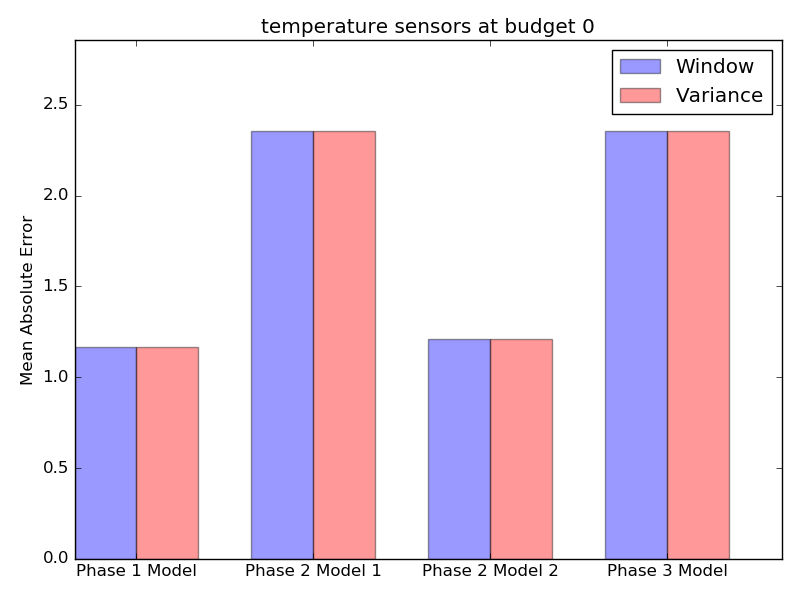 temperature sensors at budget 0
Window
Variance
Mean Absolute Error
2.5
2.0
1.5
1.0
0.5
0.0
Phase 1 Model
Phase 2 Model 1
Phase 2 Model 2
Phase 3 Model